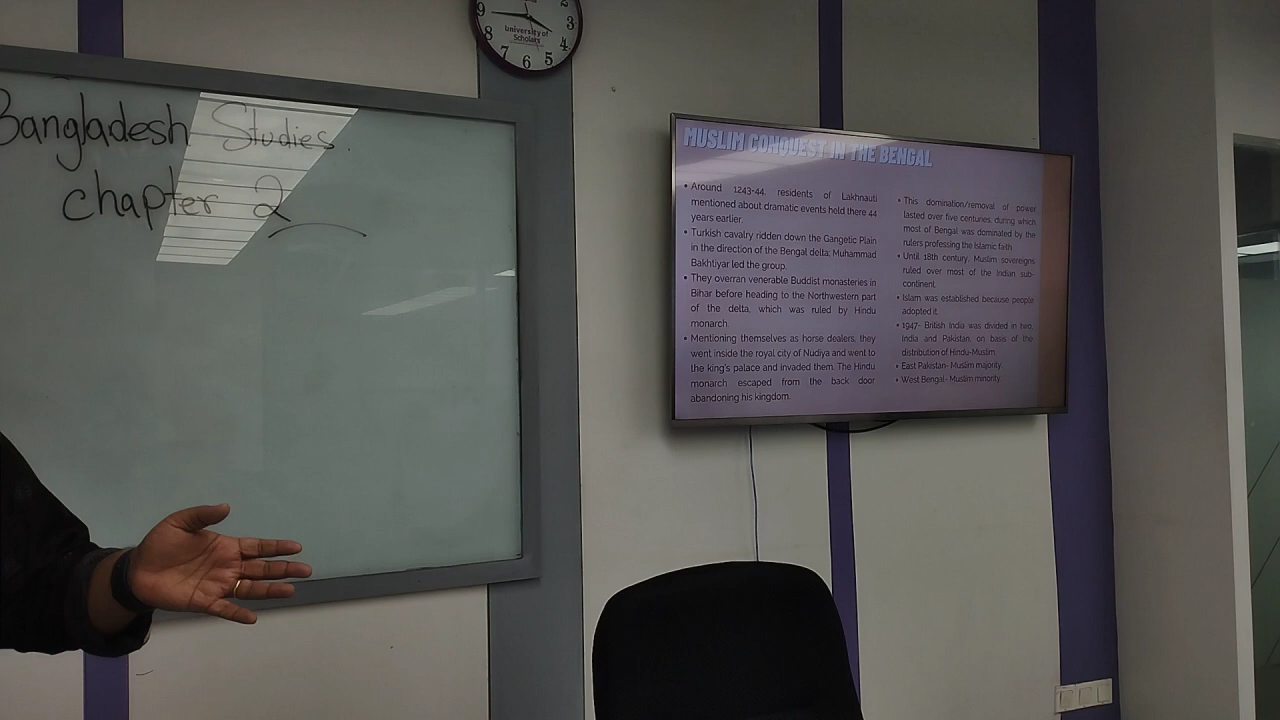 Bangladesh Studies.
chapter 2
9
2
3
8
4
7
6
5
University of
Scholars
MUSLIM CONQUEST IN THE BENGAL
• Around 1243-44, residents of Lakhnauti
mentioned about dramatic events held there 44
years earlier.
• Turkish cavalry ridden down the Gangetic Plain
in the direction of the Bengal delta; Muhammad
Bakhtiyar led the group.
• They overran venerable Buddist monasteries in
Bihar before heading to the Northwestern part
of the delta, which was ruled by Hindu
monarch.
• Mentioning themselves as horse dealers, they
went inside the royal city of Nudiya and went to
the king's palace and invaded them. The Hindu
monarch escaped from the back door
abandoning his kingdom.
• This domination/removal of power
lasted over five centuries, during which
most of Bengal was dominated by the
rulers professing the Islamic faith.
• Until 18th century, Muslim sovereigns
ruled over most of the Indian sub-
continent.
• Islam was established because people
adopted it.
• 1947- British India was divided in two,
India and Pakistan, on basis of the
distribution of Hindu-Muslim.
• East Pakistan- Muslim majority.
• West Bengal- Muslim minority.